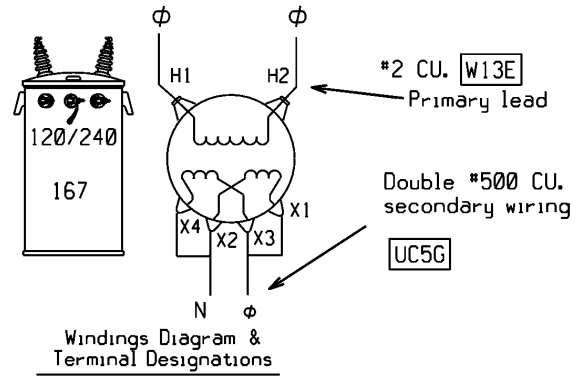 Φ Φ
H1 H2
#2 CU. W13E
Primary lead
120/240
167
Double #500 CU.
secondary wiring
UC5G
X4 X2 X3 X1
N Φ
Windings Diagram &
Terminal Designations